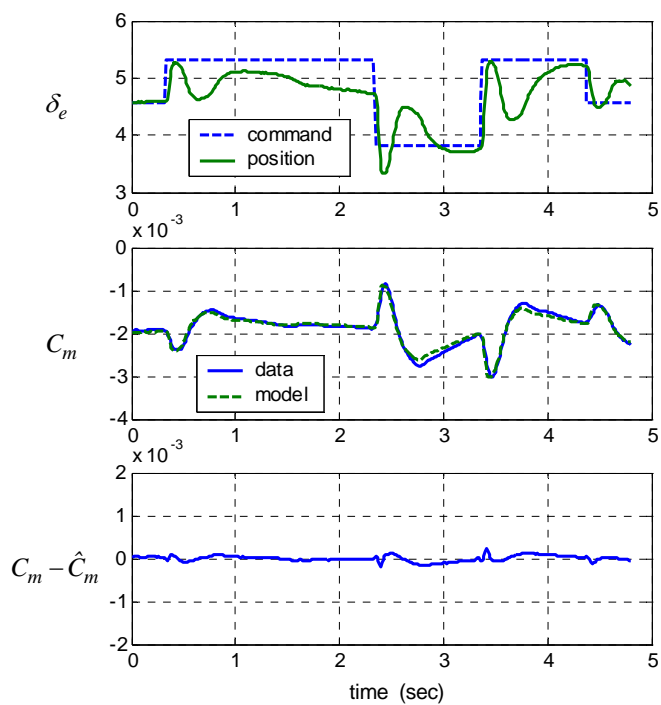 6
5
4
3
δe
command
position
0 1 2 3 4 5
x 10^-3
0
-1
-2
-3
-4
Cm
data
model
0 1 2 3 4 5
x 10^-3
2
1
0
-1
-2
Cm − Ĉm
0 1 2 3 4 5
time (sec)